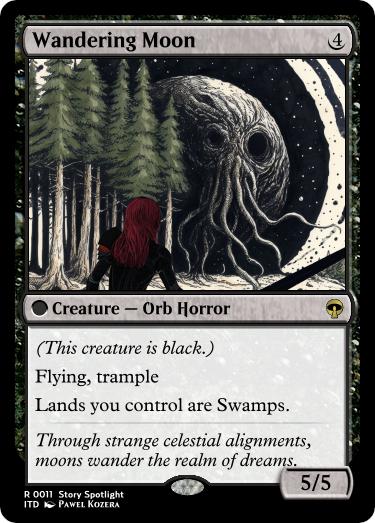 Wandering Moon 4
Creature — Orb Horror
(This creature is black.)
Flying, trample
Lands you control are Swamps.
Through strange celestial alignments,
moons wander the realm of dreams.
5/5
R 0011 Story Spotlight
ITD Pawel Kozera